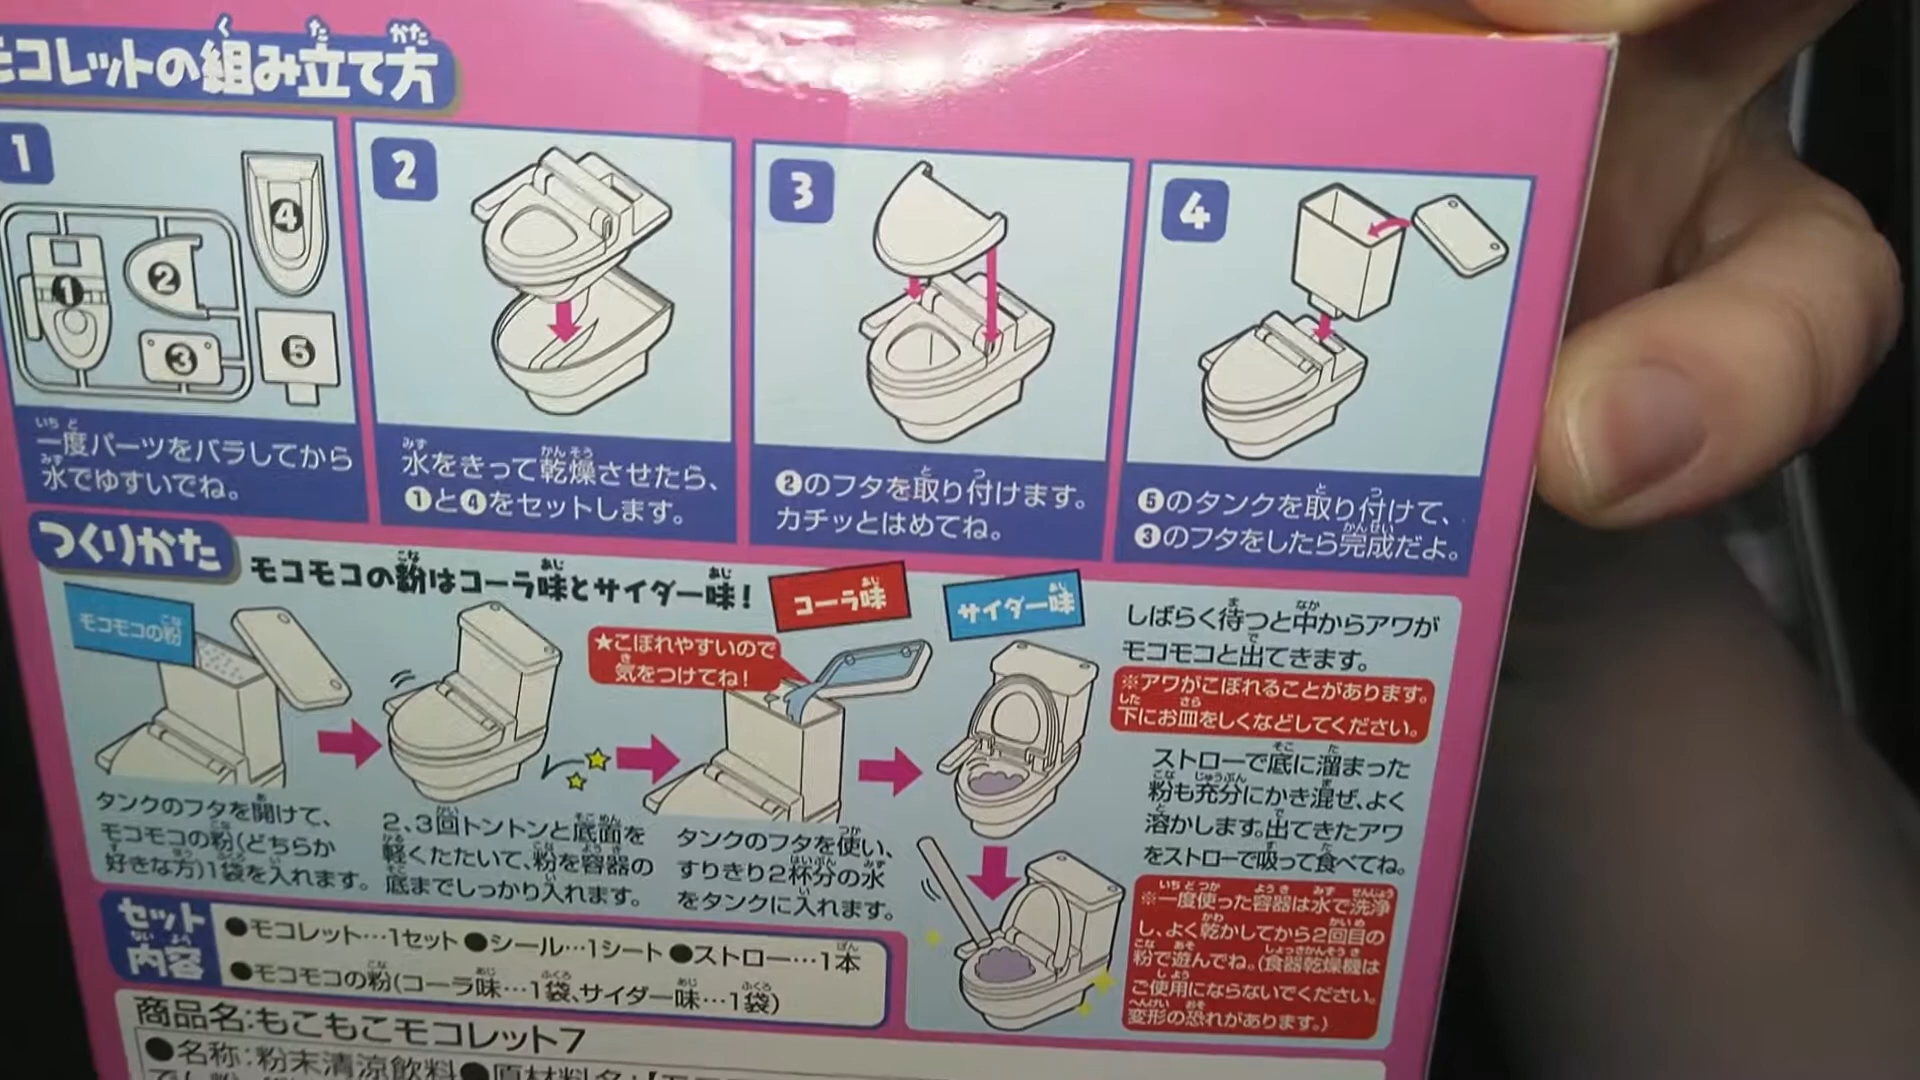 モコレットの組み立て方
1
1
2
3
4
5
一度パーツをバラしてから
水でゆすいでね。
2
水をきって乾燥させたら、
❶と❹をセットします。
3
❷のフタを取り付けます。
カチッとはめてね。
4
❺のタンクを取り付けて、
❸のフタをしたら完成だよ。
つくりかた
モコモコの粉はコーラ味とサイダー味!
コーラ味
サイダー味
モコモコの粉
タンクのフタを開けて、
モコモコの粉(どちらか
好きな方)1袋を入れます。
2、3回トントンと底面を
軽くたたいて、粉を容器の
底までしっかり入れます。
★こぼれやすいので
気をつけてね!
タンクのフタを使い、
すりきり2杯分の水
をタンクに入れます。
しばらく待つと中からアワが
モコモコと出てきます。
※アワがこぼれることがあります。
下にお皿をしくなどしてください。
ストローで底に溜まった
粉も充分にかき混ぜ、よく
溶かします。出てきたアワ
をストローで吸って食べてね。
※一度使った容器は水で洗浄
し、よく乾かしてから2回目の
粉で遊んでね。(食器乾燥機は
ご使用にならないでください。
変形の恐れがあります。)
セット
内容
●モコレット…1セット●シール…1シート●ストロー…1本
●モコモコの粉(コーラ味…1袋、サイダー味…1袋)
商品名:もこもこモコレット7
●名称:粉末清涼飲料●原材料名: